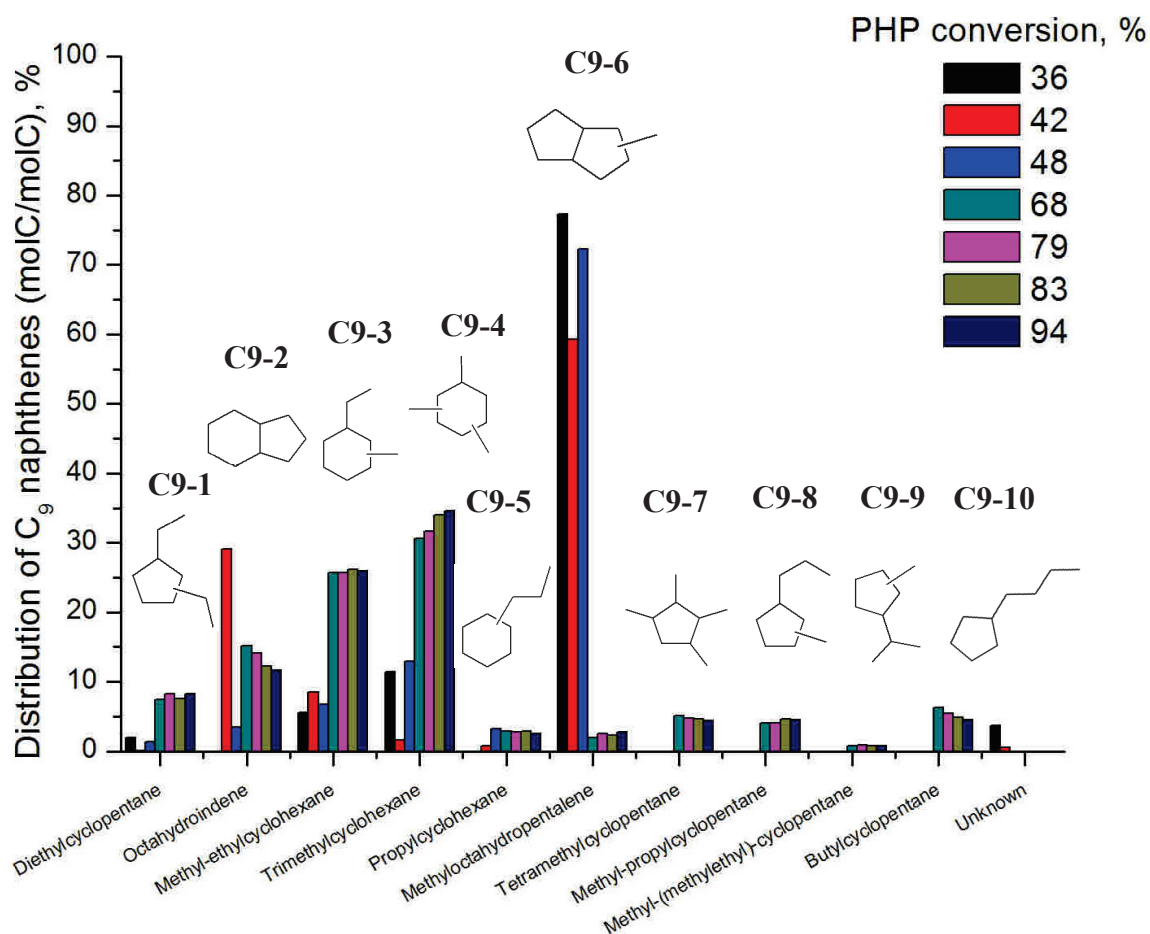 PHP conversion, %
36
42
48
68
79
83
94
Distribution of C9 naphthenes (molC/molC), %
100
90
80
70
60
50
40
30
20
10
0
C9-1
C9-2
C9-3
C9-4
C9-5
C9-6
C9-7
C9-8
C9-9
C9-10
Diethylcyclopentane
Octahydroindene
Methyl-ethylcyclohexane
Trimethylcyclohexane
Propylcyclohexane
Methyloctahydropentalene
Tetramethylcyclopentane
Methyl-propylcyclopentane
Methyl-(methylethyl)-cyclopentane
Butylcyclopentane
Unknown